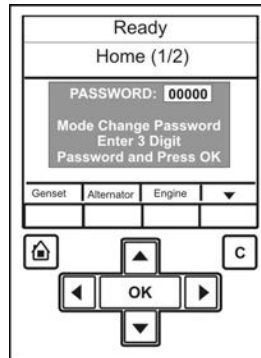 Ready
Home (1/2)
PASSWORD: 00000
Mode Change Password
Enter 3 Digit
Password and Press OK
Genset Alternator Engine
C
OK